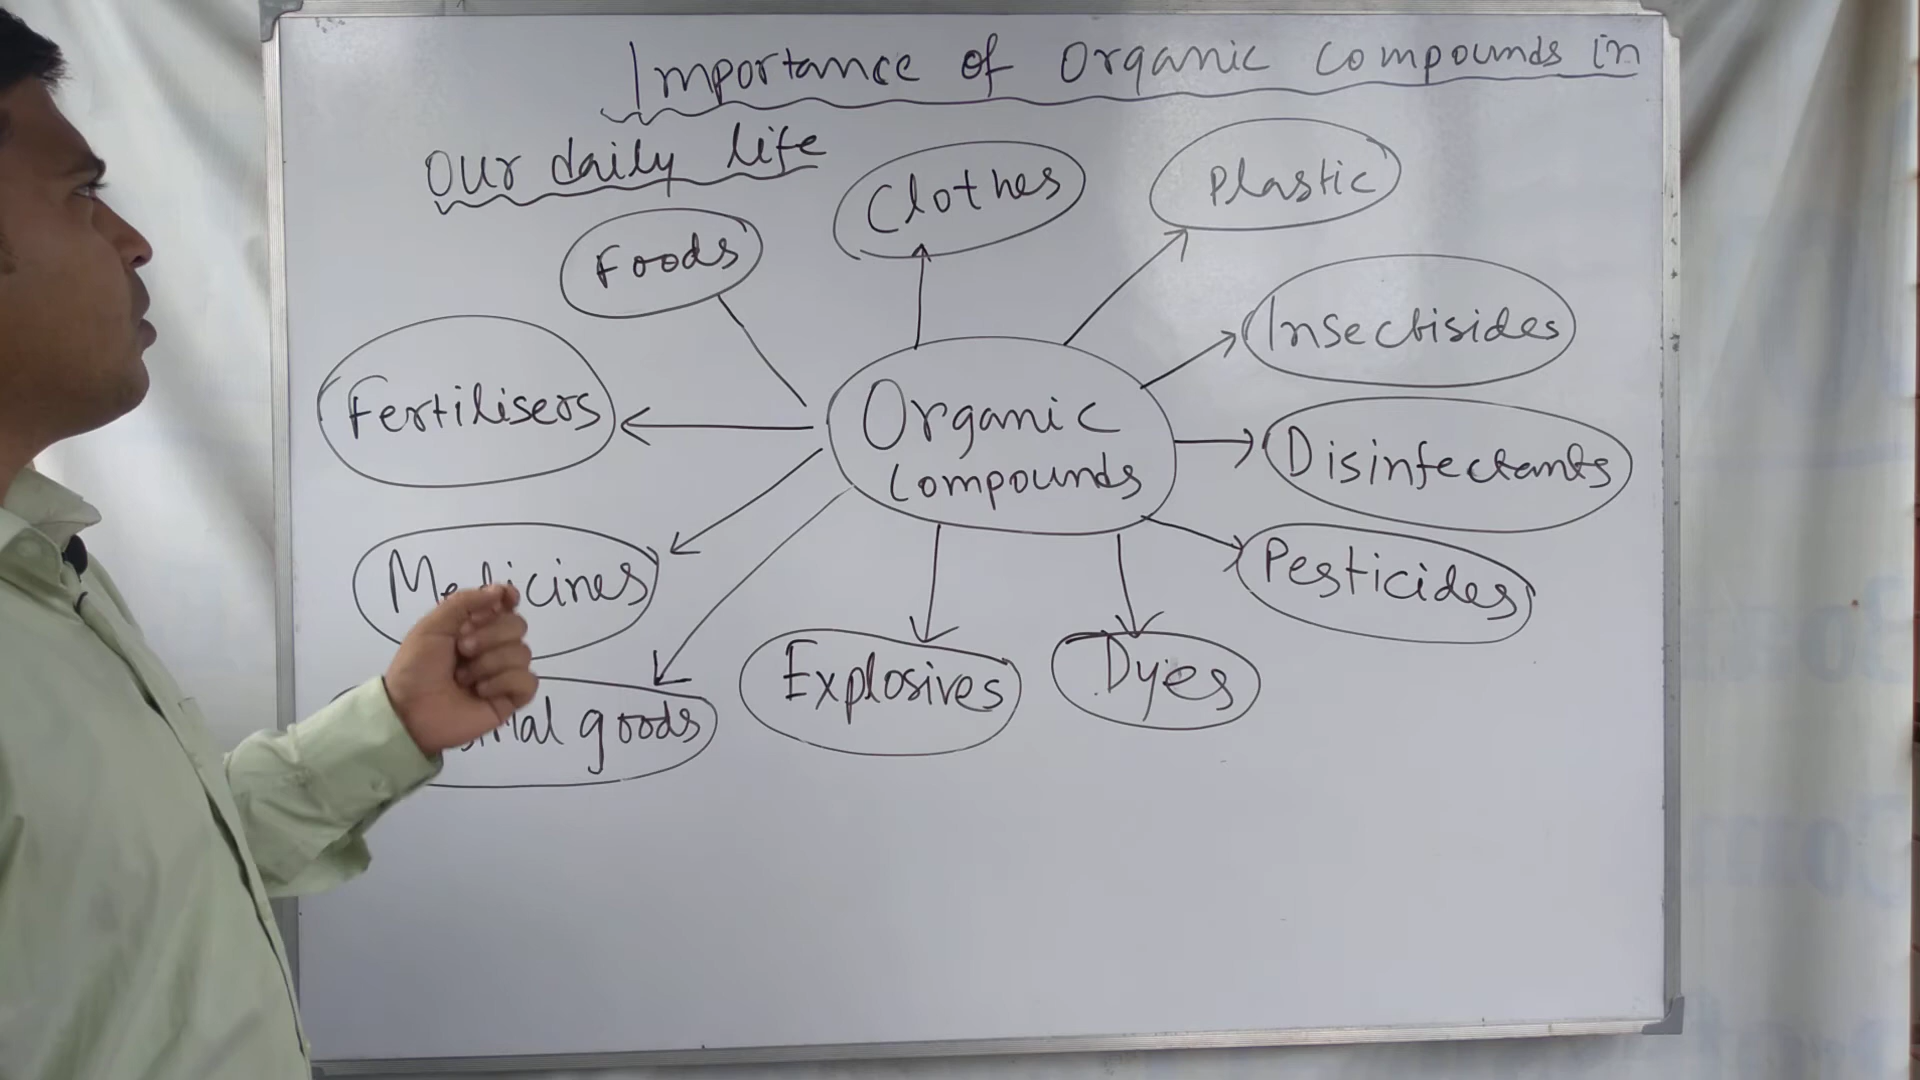 Importance of Organic Compounds in
Our daily life
Clothes
Plastic
Foods
Insectisides
Fertilisers
Organic
Compounds
Disinfectants
Medicines
Pesticides
Explosives
Dyes
goods